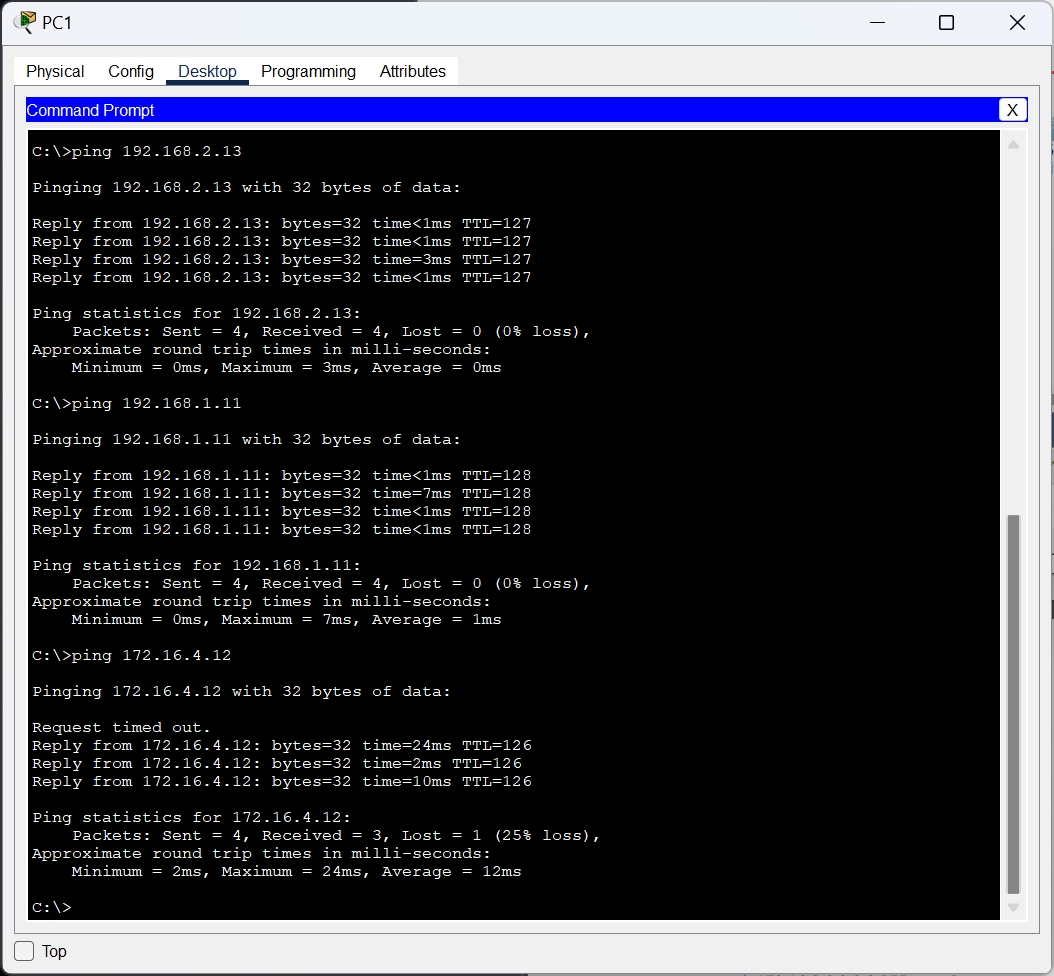 PC1
Physical Config Desktop Programming Attributes
Command Prompt X
C:\>ping 192.168.2.13
Pinging 192.168.2.13 with 32 bytes of data:
Reply from 192.168.2.13: bytes=32 time<1ms TTL=127
Reply from 192.168.2.13: bytes=32 time<1ms TTL=127
Reply from 192.168.2.13: bytes=32 time=3ms TTL=127
Reply from 192.168.2.13: bytes=32 time<1ms TTL=127
Ping statistics for 192.168.2.13:
Packets: Sent = 4, Received = 4, Lost = 0 (0% loss),
Approximate round trip times in milli-seconds:
Minimum = 0ms, Maximum = 3ms, Average = 0ms
C:\>ping 192.168.1.11
Pinging 192.168.1.11 with 32 bytes of data:
Reply from 192.168.1.11: bytes=32 time<1ms TTL=128
Reply from 192.168.1.11: bytes=32 time=7ms TTL=128
Reply from 192.168.1.11: bytes=32 time<1ms TTL=128
Reply from 192.168.1.11: bytes=32 time<1ms TTL=128
Ping statistics for 192.168.1.11:
Packets: Sent = 4, Received = 4, Lost = 0 (0% loss),
Approximate round trip times in milli-seconds:
Minimum = 0ms, Maximum = 7ms, Average = 1ms
C:\>ping 172.16.4.12
Pinging 172.16.4.12 with 32 bytes of data:
Request timed out.
Reply from 172.16.4.12: bytes=32 time=24ms TTL=126
Reply from 172.16.4.12: bytes=32 time=2ms TTL=126
Reply from 172.16.4.12: bytes=32 time=10ms TTL=126
Ping statistics for 172.16.4.12:
Packets: Sent = 4, Received = 3, Lost = 1 (25% loss),
Approximate round trip times in milli-seconds:
Minimum = 2ms, Maximum = 24ms, Average = 12ms
C:\>
Top